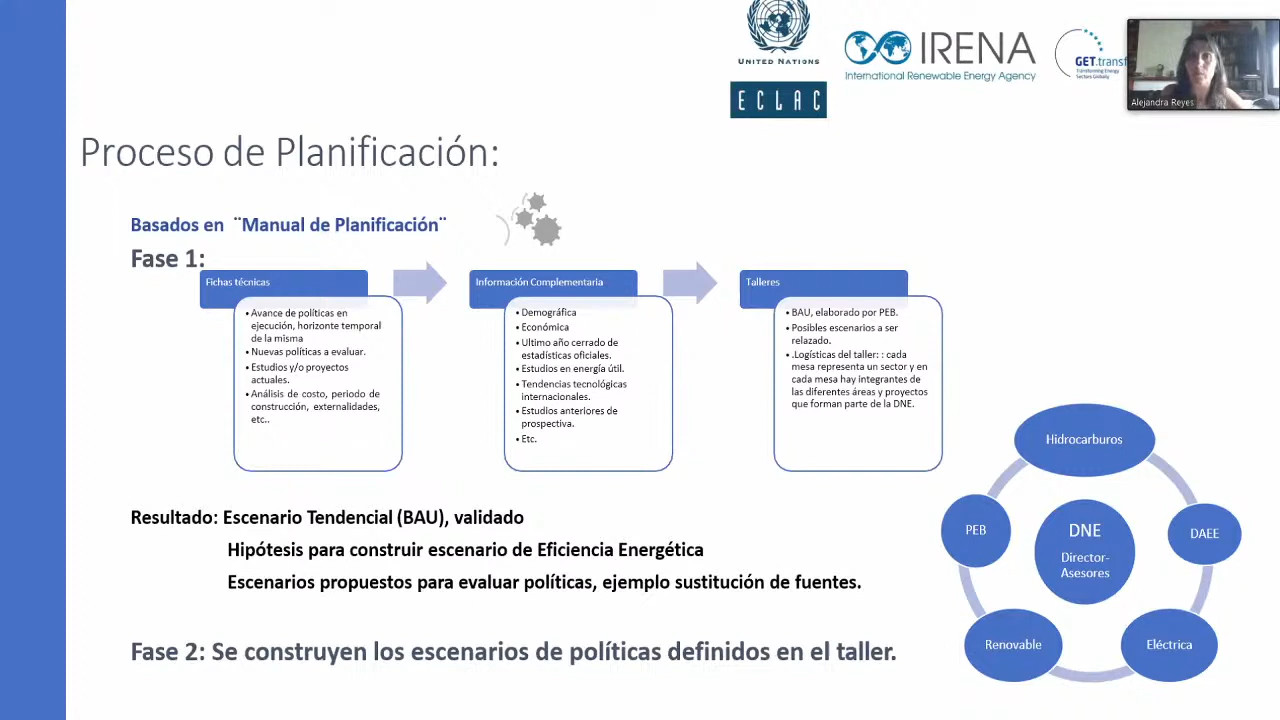 UNITED NATIONS
ECLAC
IRENA
International Renewable Energy Agency
GET.transf
Transforming Energy
Sectors Globally
Alejandra Reyes
Proceso de Planificación:
Basados en ¨Manual de Planificación¨
Fase 1:
Fichas técnicas
• Avance de políticas en
ejecución, horizonte temporal
de la misma
• Nuevas políticas a evaluar.
• Estudios y/o proyectos
actuales.
• Análisis de costo, periodo de
construcción, externalidades,
etc..
Información Complementaria
• Demográfica
• Económica
• Ultimo año cerrado de
estadísticas oficiales.
• Estudios en energía útil.
• Tendencias tecnológicas
internacionales.
• Estudios anteriores de
prospectiva.
• Etc.
Talleres
• BAU, elaborado por PEB.
• Posibles escenarios a ser
relazado.
• .Logísticas del taller: : cada
mesa representa un sector y en
cada mesa hay integrantes de
las diferentes áreas y proyectos
que forman parte de la DNE.
Resultado: Escenario Tendencial (BAU), validado
Hipótesis para construir escenario de Eficiencia Energética
Escenarios propuestos para evaluar políticas, ejemplo sustitución de fuentes.
Fase 2: Se construyen los escenarios de políticas definidos en el taller.
Hidrocarburos
PEB
DNE
Director-
Asesores
DAEE
Renovable
Eléctrica